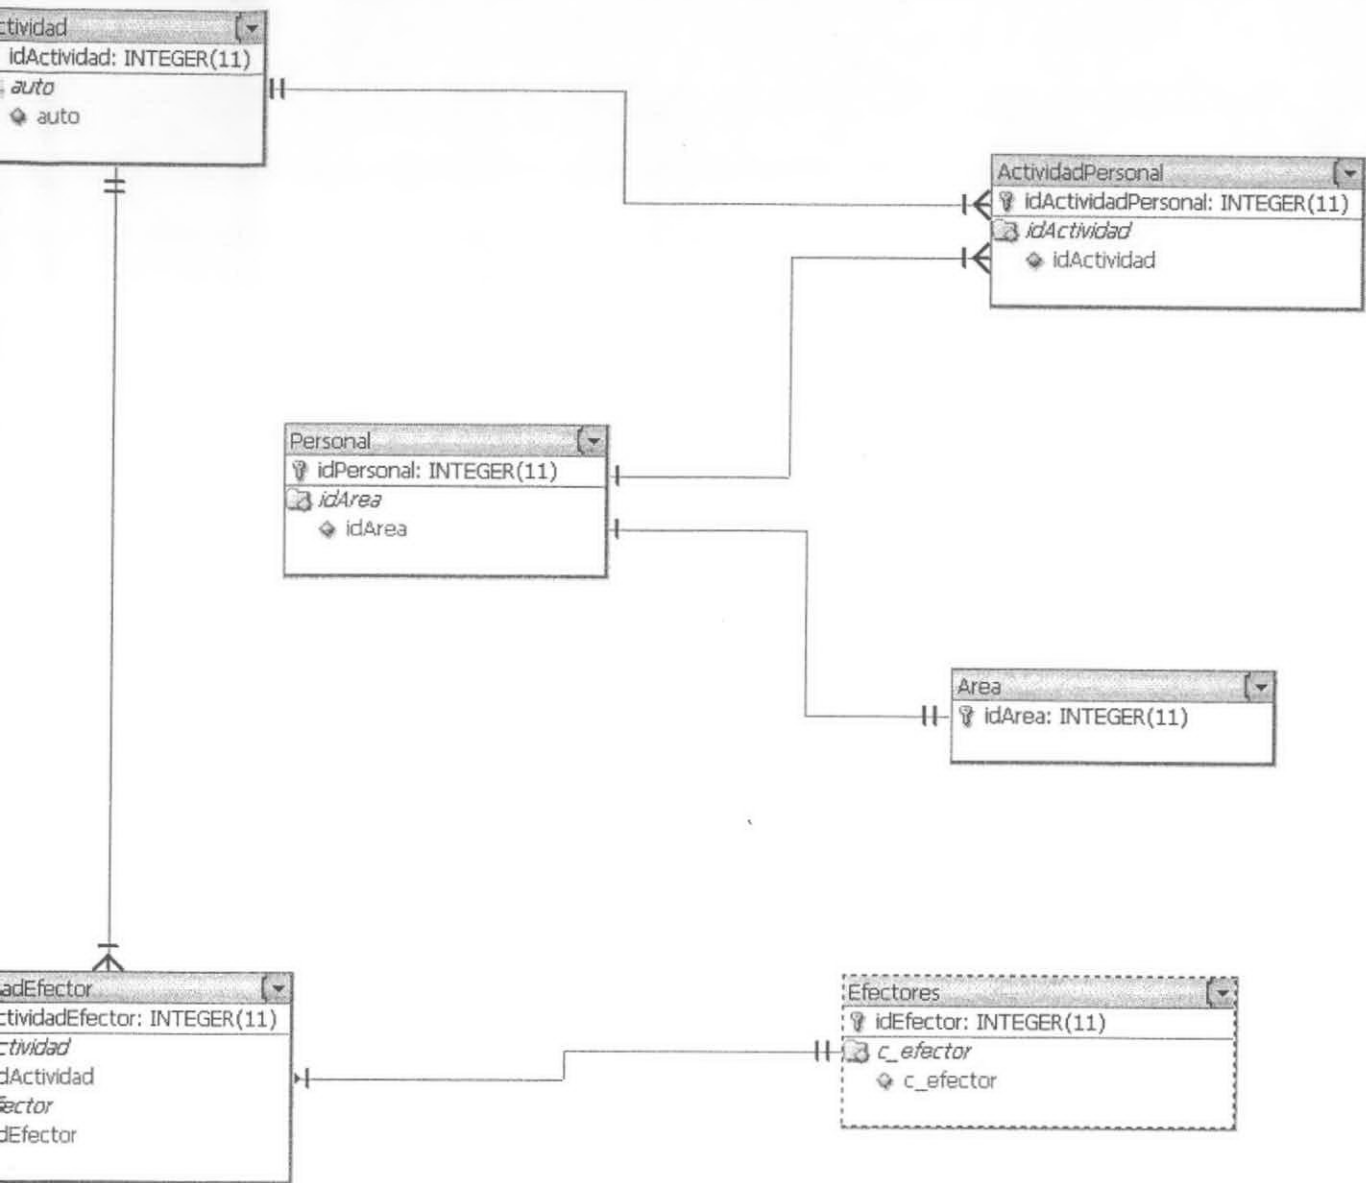 ctividad
idActividad: INTEGER(11)
auto
auto
ActividadPersonal
idActividadPersonal: INTEGER(11)
idActividad
idActividad
Personal
idPersonal: INTEGER(11)
idArea
idArea
Area
idArea: INTEGER(11)
adEfector
ctividadEfector: INTEGER(11)
ctividad
dActividad
fector
dEfector
Efectores
idEfector: INTEGER(11)
c_efector
c_efector